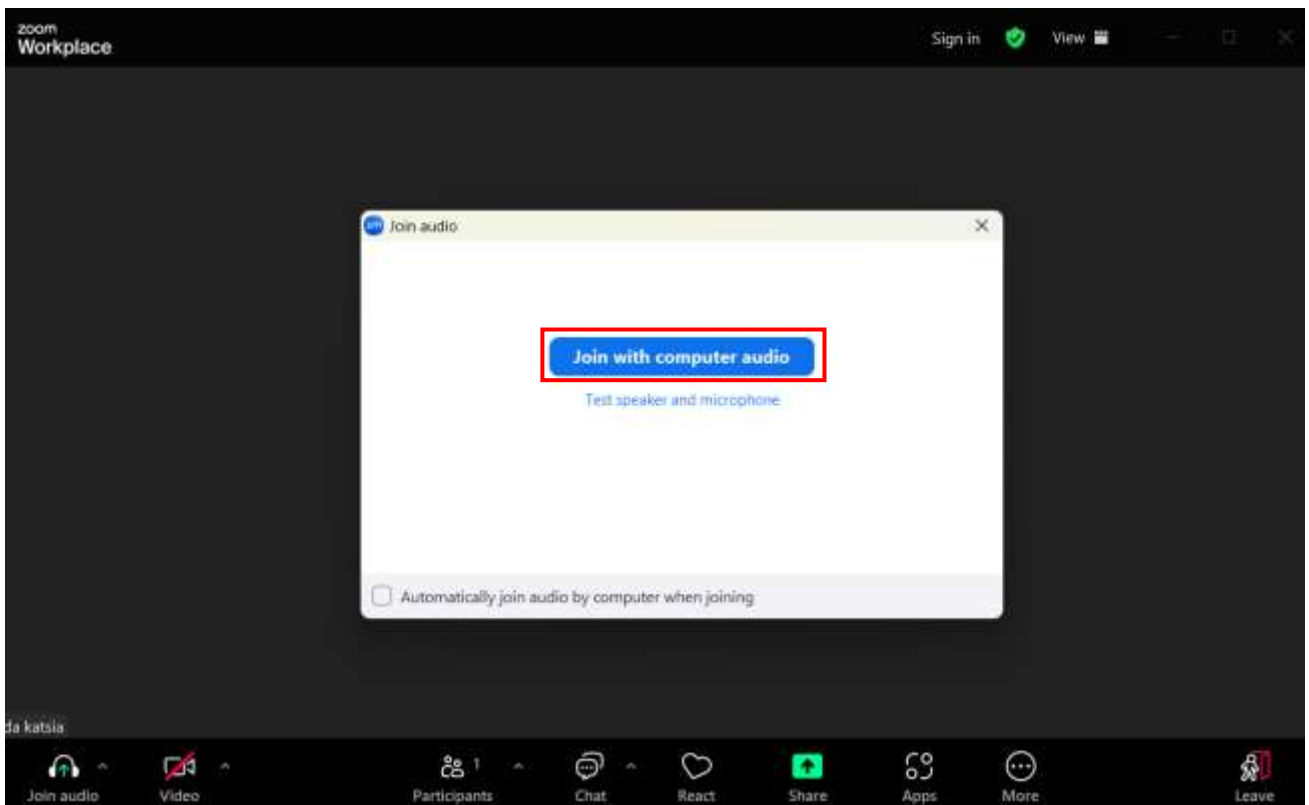 zoom
Workplace
Sign in
View
Join audio
Join with computer audio
Test speaker and microphone
Automatically join audio by computer when joining
da katsia
1
Join audio
Video
Participants
Chat
React
Share
Apps
More
Leave